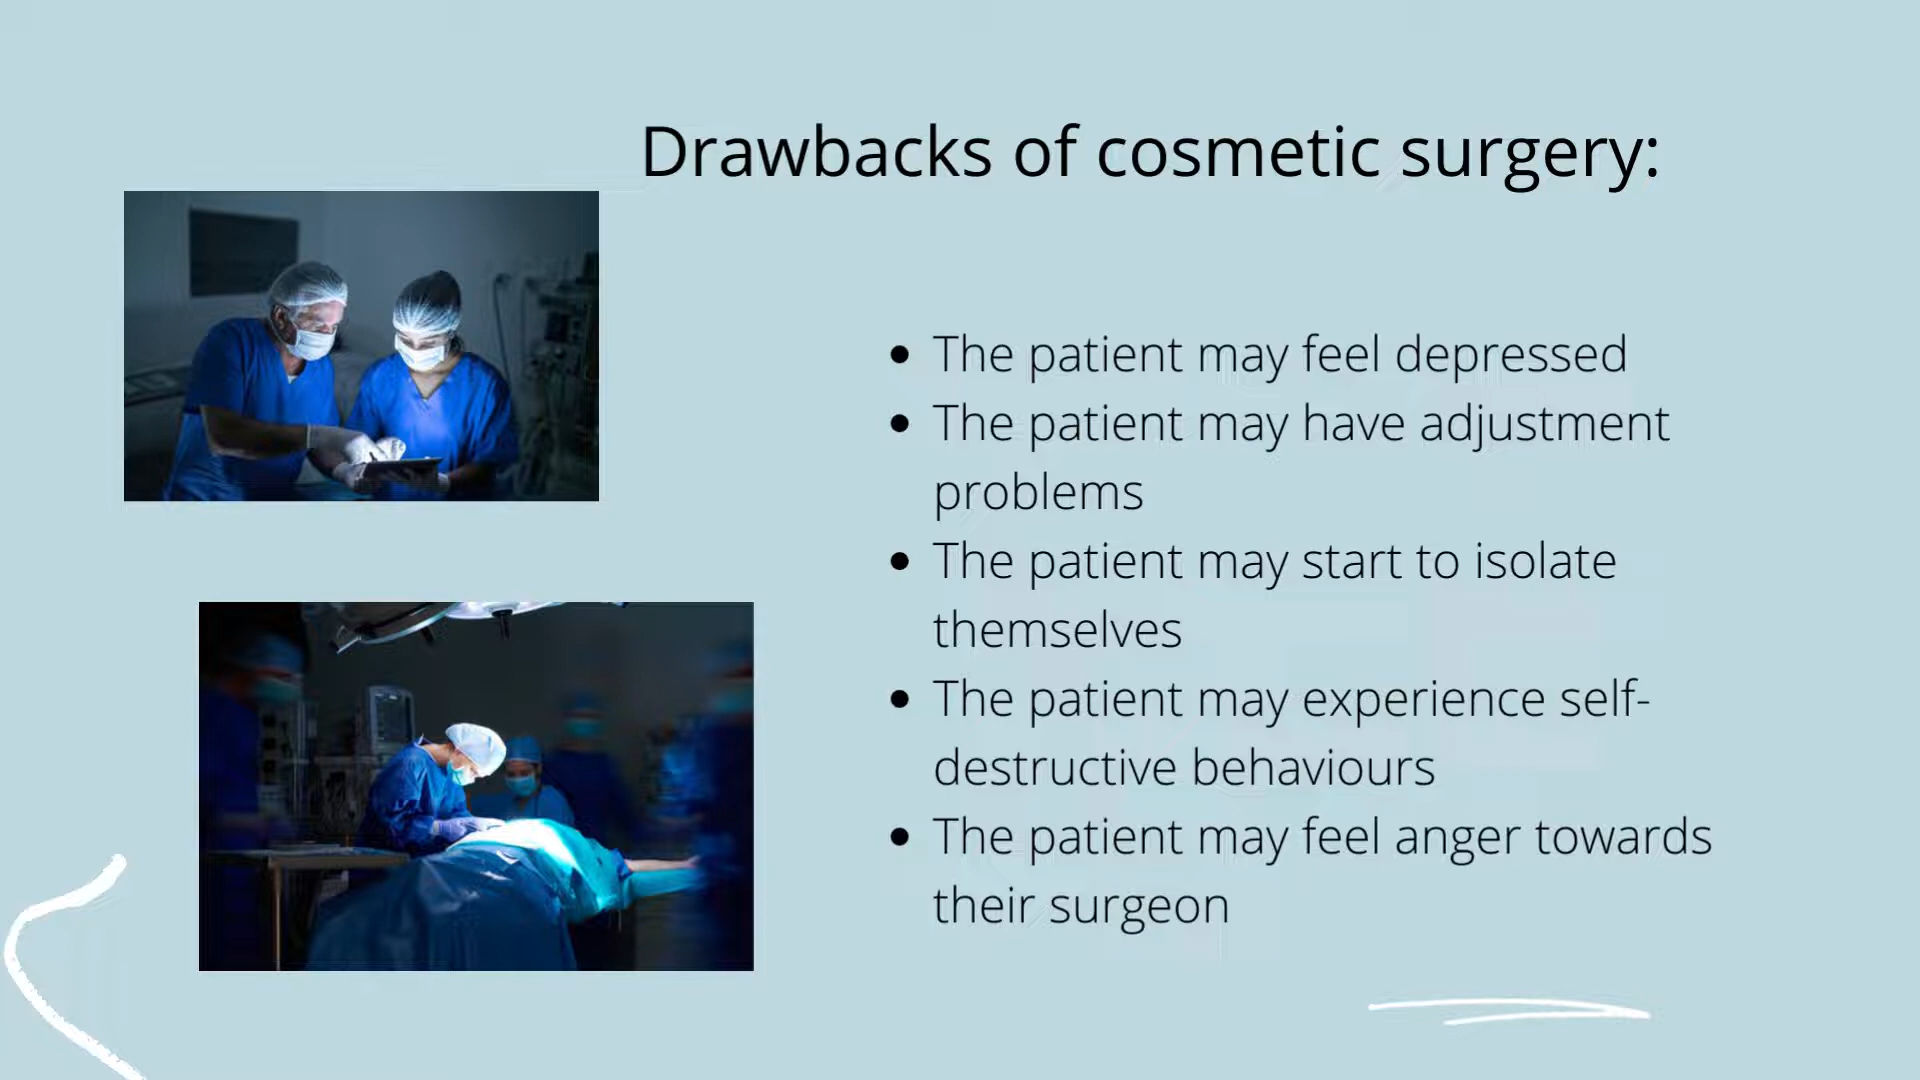 Drawbacks of cosmetic surgery:
• The patient may feel depressed
• The patient may have adjustment
problems
• The patient may start to isolate
themselves
• The patient may experience self-
destructive behaviours
• The patient may feel anger towards
their surgeon